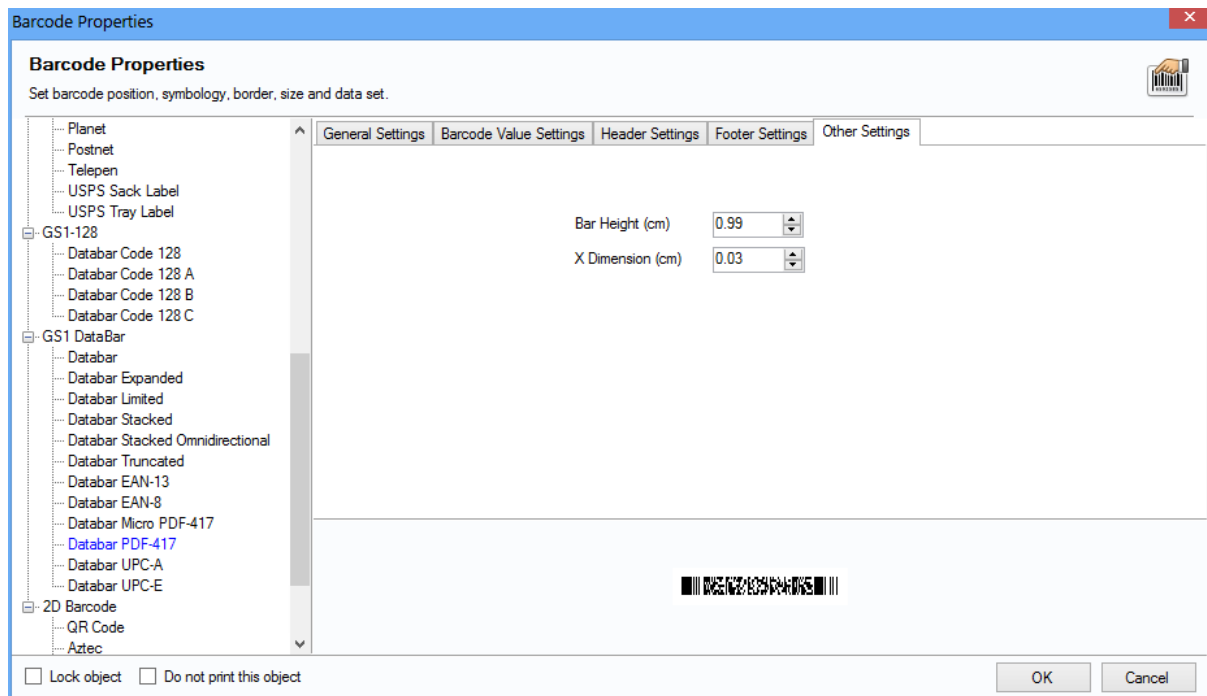 Barcode Properties
Barcode Properties
Set barcode position, symbology, border, size and data set.
Planet
Postnet
Telepen
USPS Sack Label
USPS Tray Label
GS1-128
Databar Code 128
Databar Code 128 A
Databar Code 128 B
Databar Code 128 C
GS1 DataBar
Databar
Databar Expanded
Databar Limited
Databar Stacked
Databar Stacked Omnidirectional
Databar Truncated
Databar EAN-13
Databar EAN-8
Databar Micro PDF-417
Databar PDF-417
Databar UPC-A
Databar UPC-E
2D Barcode
QR Code
Aztec
General Settings Barcode Value Settings Header Settings Footer Settings Other Settings
Bar Height (cm) 0.99
X Dimension (cm) 0.03
Lock object Do not print this object OK Cancel